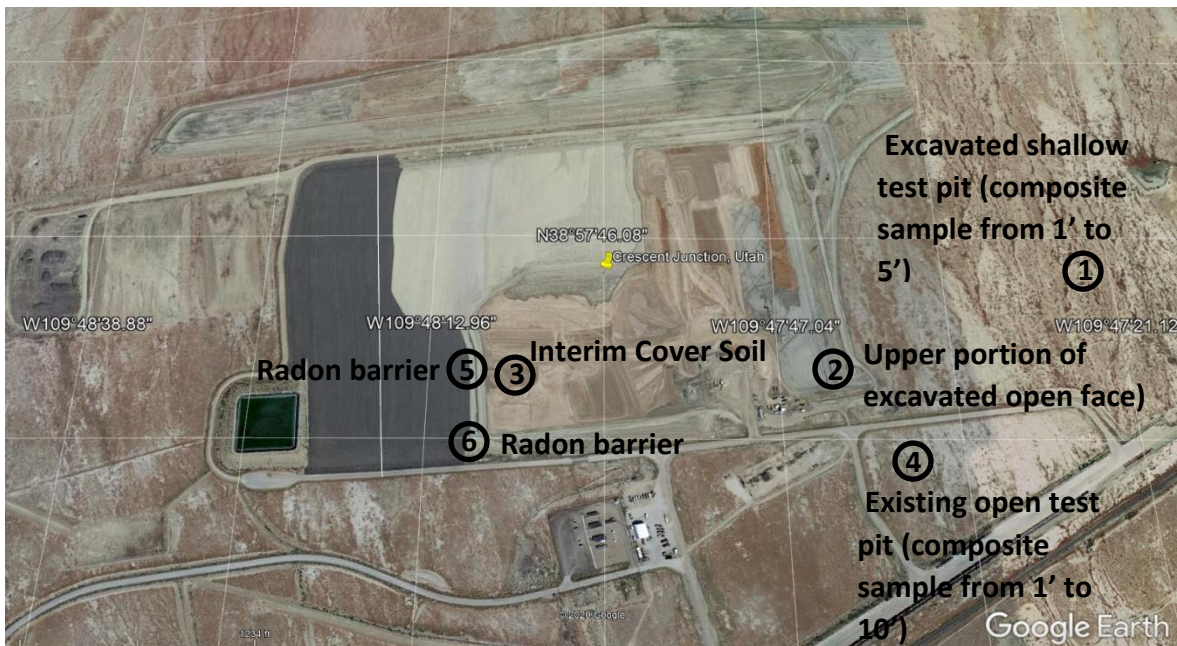 Excavated shallow
test pit (composite
sample from 1' to
5')
1
N38°57'46.08"
Crescent Junction, Utah
W109°48'38.88"
W109°48'12.96"
W109°47'47.04"
W109°47'21.12
Radon barrier 5
3 Interim Cover Soil
2 Upper portion of
excavated open face)
6 Radon barrier
4
Existing open test
pit (composite
sample from 1' to
10')
1234 ft
Google
Google Earth